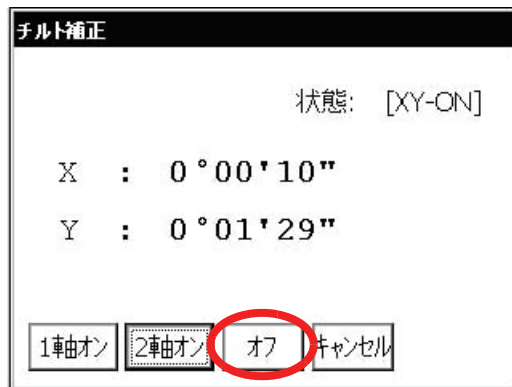 チルト補正
状態: [XY-ON]
X : 0°00'10"
Y : 0°01'29"
1軸オン 2軸オン オフ キャンセル